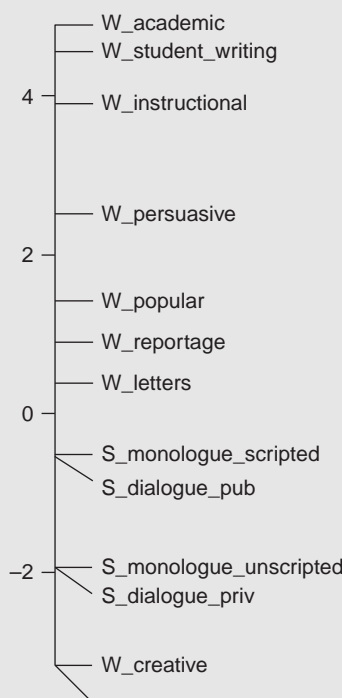 W_academic
W_student_writing
4
W_instructional
W_persuasive
2
W_popular
W_reportage
W_letters
0
S_monologue_scripted
S_dialogue_pub
S_monologue_unscripted
–2
S_dialogue_priv
W_creative